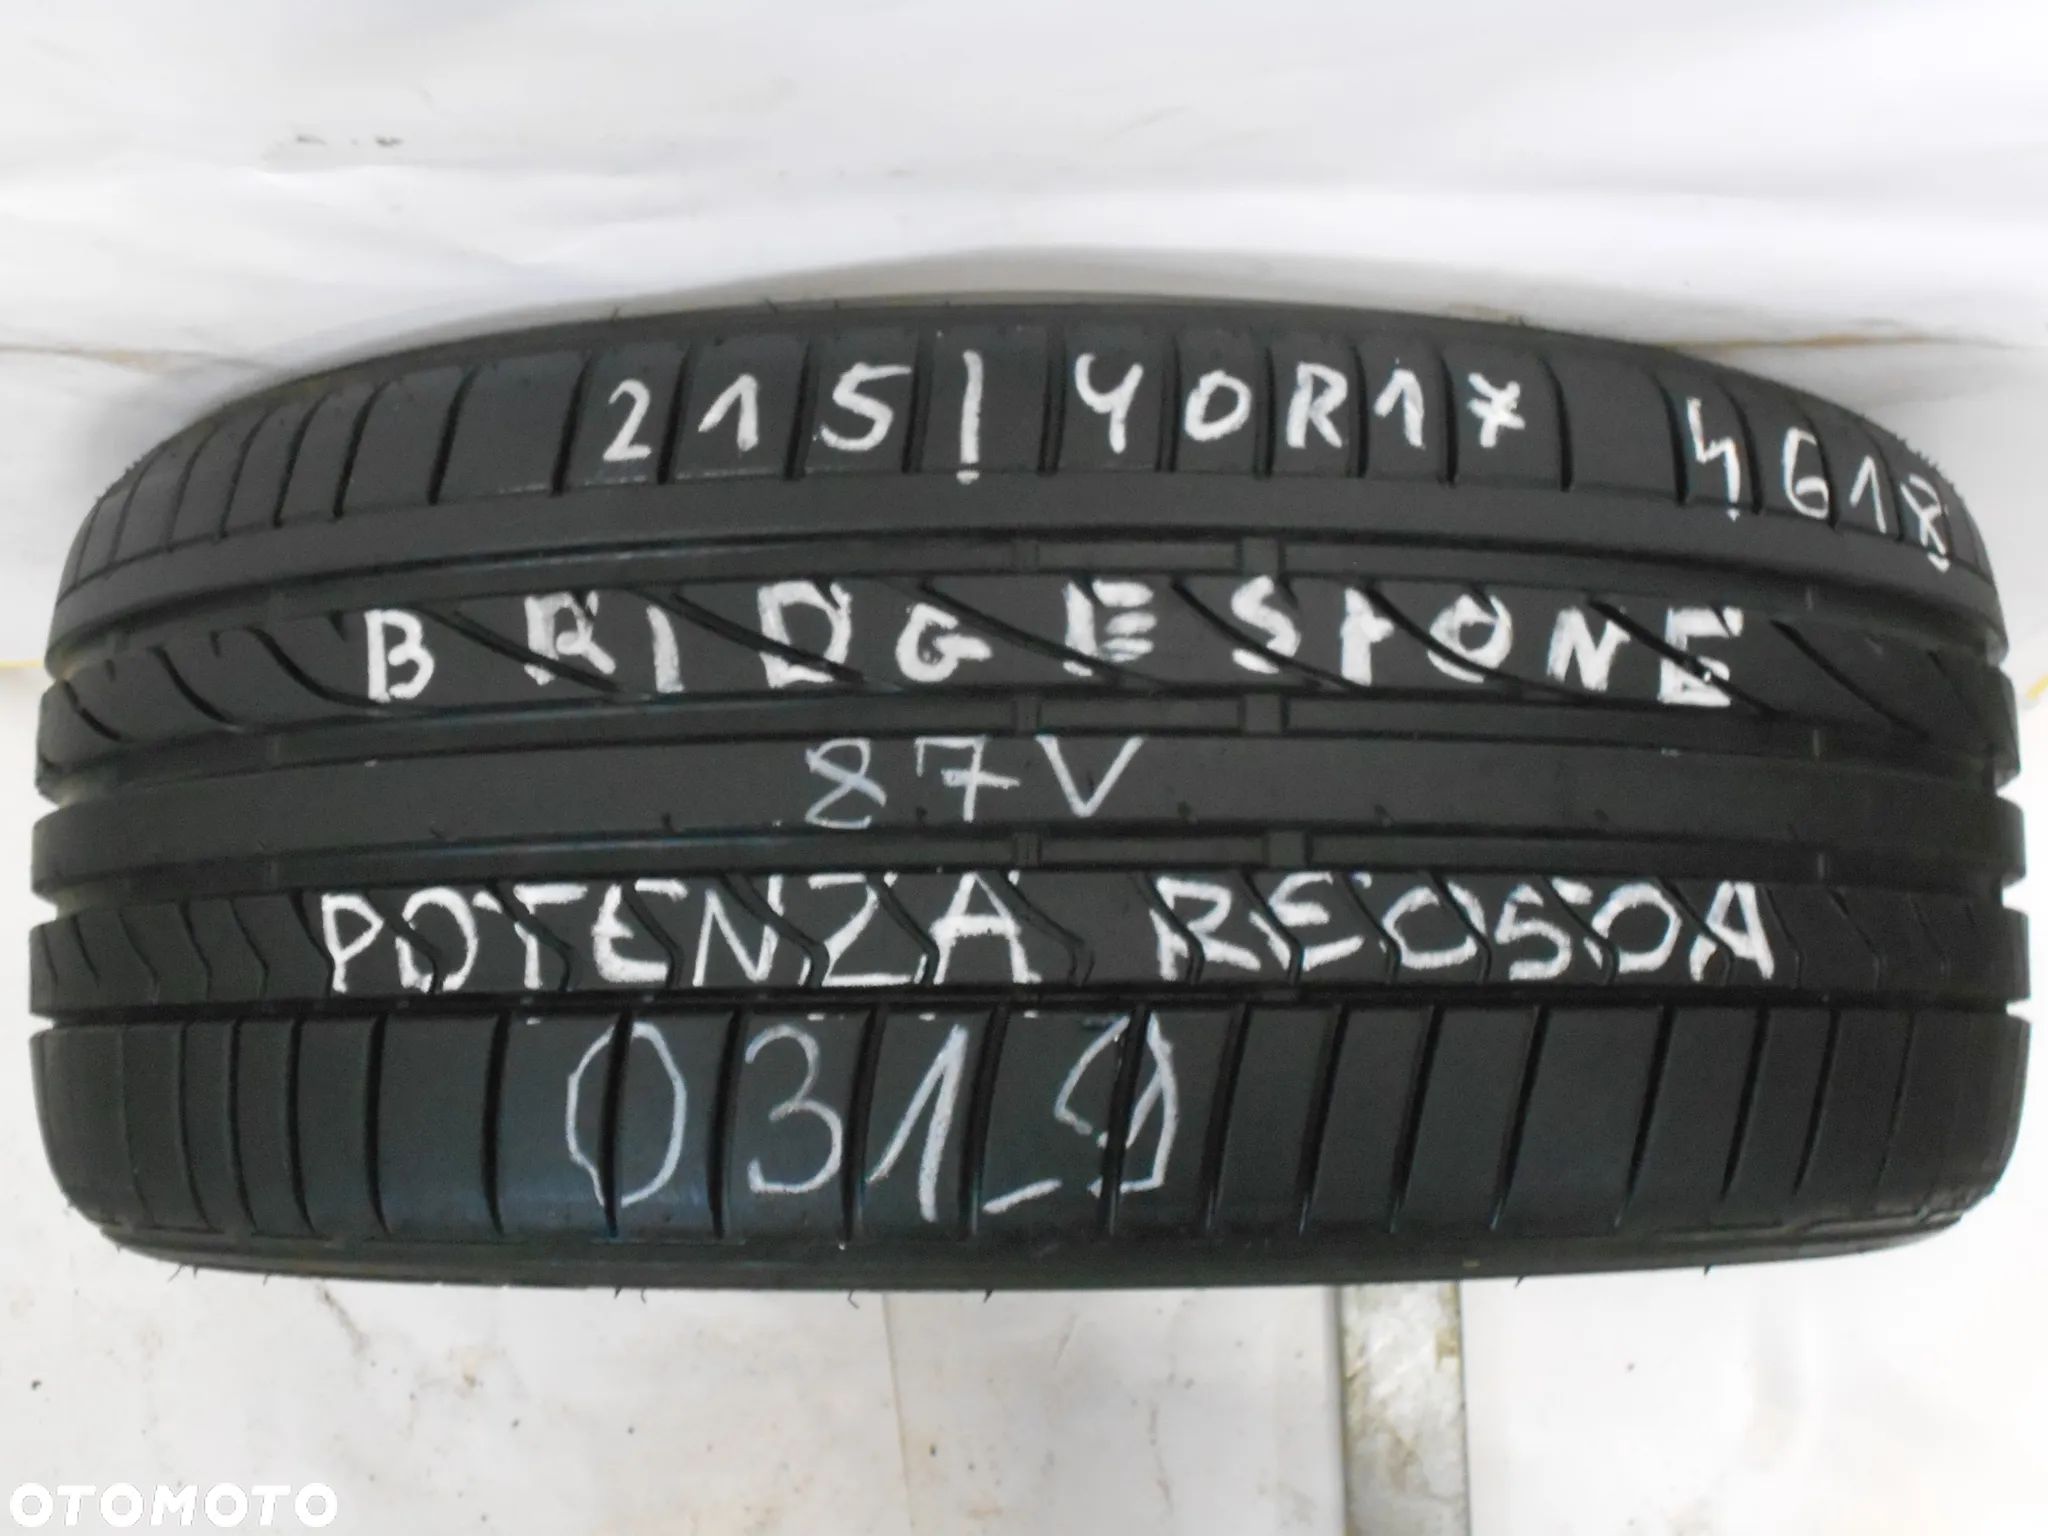 215/40R17 4618
BRIDGESTONE
87V
POTENZA RE050A
0319
OTOMOTO